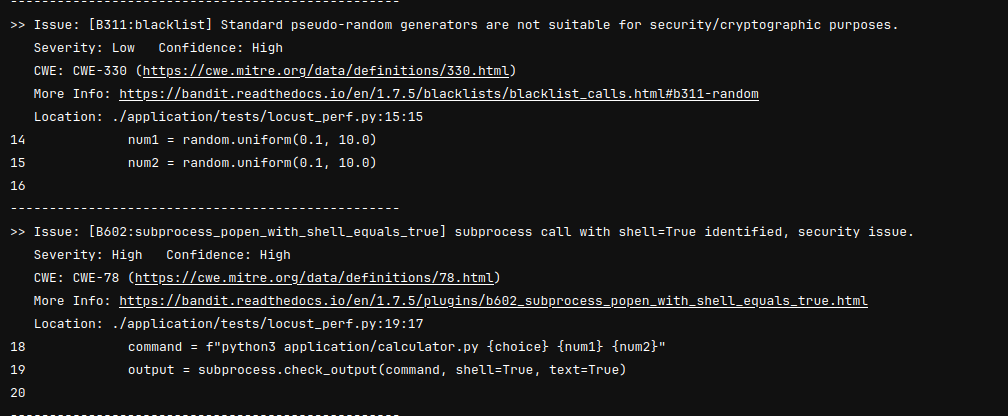 --------------------------------------------------
>> Issue: [B311:blacklist] Standard pseudo-random generators are not suitable for security/cryptographic purposes.
   Severity: Low   Confidence: High
   CWE: CWE-330 (https://cwe.mitre.org/data/definitions/330.html)
   More Info: https://bandit.readthedocs.io/en/1.7.5/blacklists/blacklist_calls.html#b311-random
   Location: ./application/tests/locust_perf.py:15:15
14	        num1 = random.uniform(0.1, 10.0)
15	        num2 = random.uniform(0.1, 10.0)
16
--------------------------------------------------
>> Issue: [B602:subprocess_popen_with_shell_equals_true] subprocess call with shell=True identified, security issue.
   Severity: High   Confidence: High
   CWE: CWE-78 (https://cwe.mitre.org/data/definitions/78.html)
   More Info: https://bandit.readthedocs.io/en/1.7.5/plugins/b602_subprocess_popen_with_shell_equals_true.html
   Location: ./application/tests/locust_perf.py:19:17
18	        command = f"python3 application/calculator.py {choice} {num1} {num2}"
19	        output = subprocess.check_output(command, shell=True, text=True)
20
--------------------------------------------------